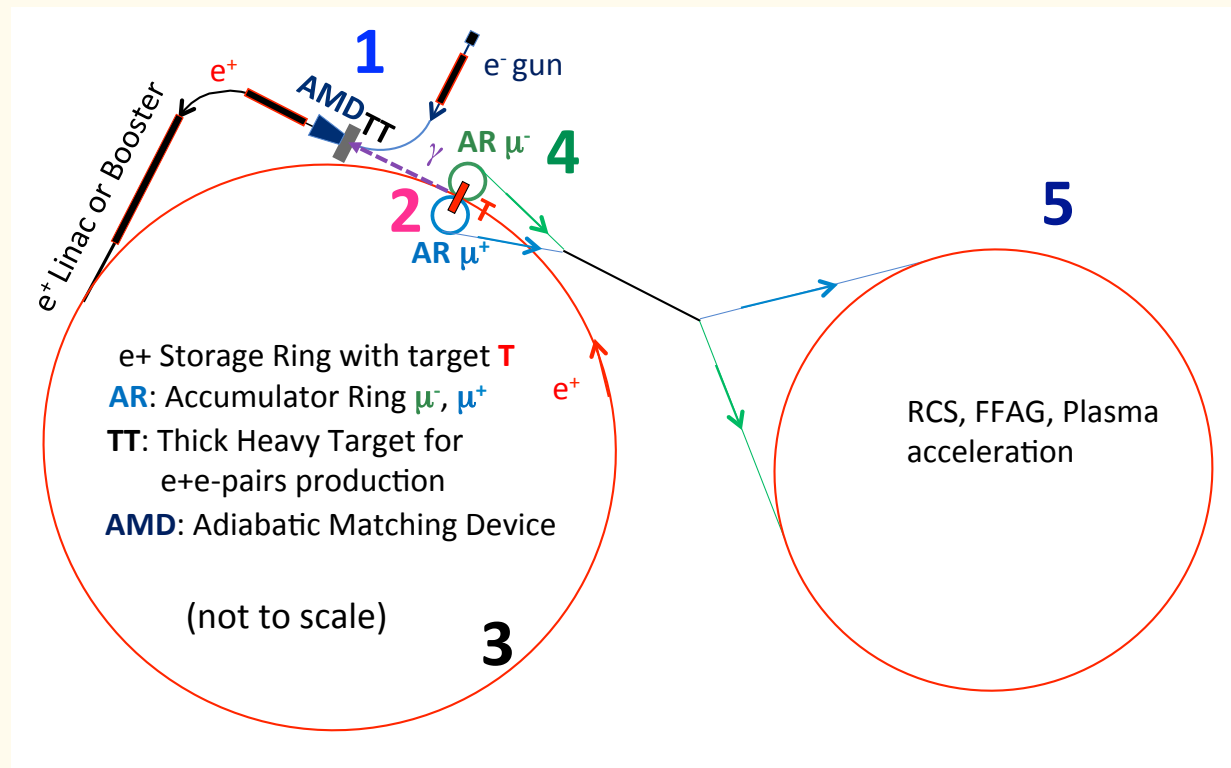 1
e⁻ gun
e⁺
AMD
TT
AR μ⁻
4
γ
e⁺ Linac or Booster
2
T
AR μ⁺
5
e+ Storage Ring with target T
AR: Accumulator Ring μ⁻, μ⁺
e⁺
TT: Thick Heavy Target for
e+e-pairs production
AMD: Adiabatic Matching Device
RCS, FFAG, Plasma
acceleration
(not to scale)
3